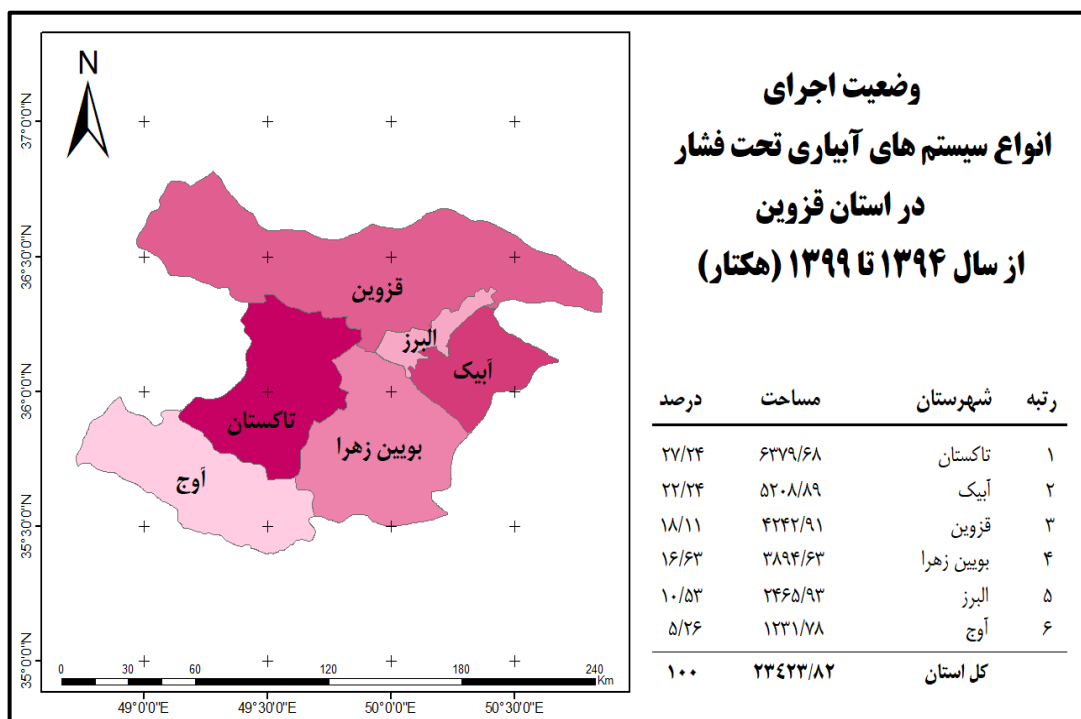 وضعیت اجرای
انواع سیستم های آبیاری تحت فشار
در استان قزوین
از سال ۱۳۹۴ تا ۱۳۹۹ (هکتار)
رتبه شهرستان مساحت درصد
۱ تاکستان ۶۳۷۹/۶۸ ۲۷/۲۴
۲ آبیک ۵۲۰۸/۸۹ ۲۲/۲۴
۳ قزوین ۴۲۴۲/۹۱ ۱۸/۱۱
۴ بویین زهرا ۳۸۹۴/۶۳ ۱۶/۶۳
۵ البرز ۲۴۶۵/۹۳ ۱۰/۵۳
۶ آوج ۱۲۳۱/۷۸ ۵/۲۶
کل استان ۲۳٤۲۳/۸۲ ۱۰۰
N
37°0'0"N
36°30'0"N
36°0'0"N
35°30'0"N
35°0'0"N
قزوین
البرز
آبیک
تاکستان
بویین زهرا
آوج
0 30 60 120 180 240
Km
49°0'0"E 49°30'0"E 50°0'0"E 50°30'0"E